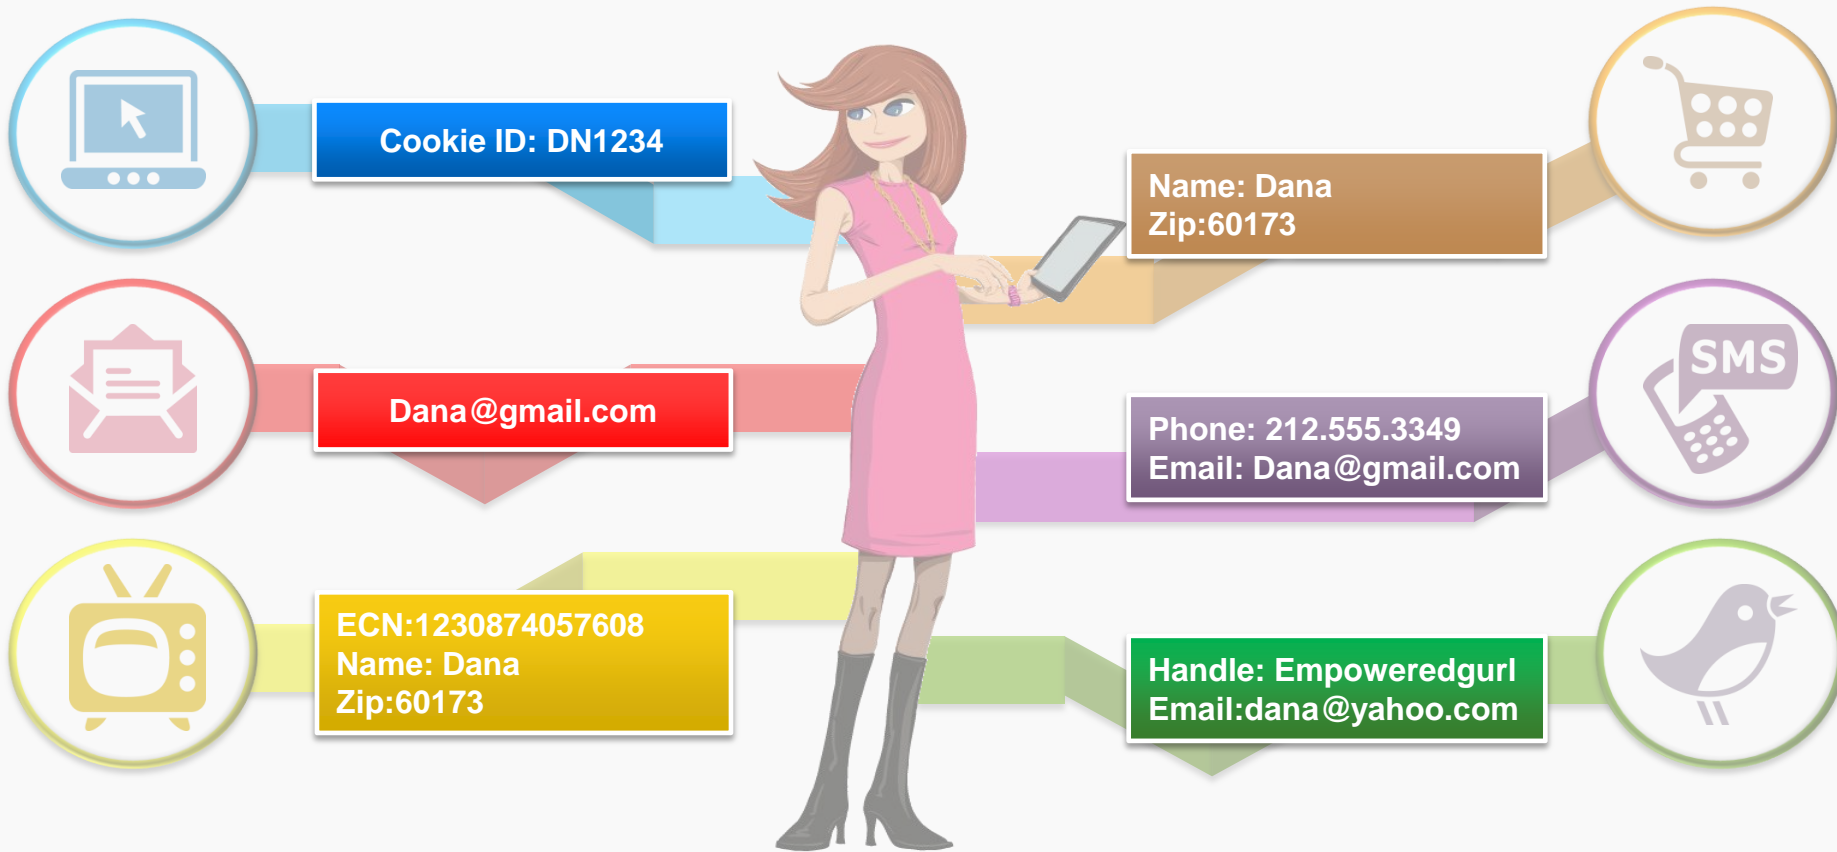 Cookie ID: DN1234
Dana@gmail.com
ECN:1230874057608
Name: Dana
Zip:60173
Name: Dana
Zip:60173
SMS
Phone: 212.555.3349
Email: Dana@gmail.com
Handle: Empoweredgurl
Email:dana@yahoo.com